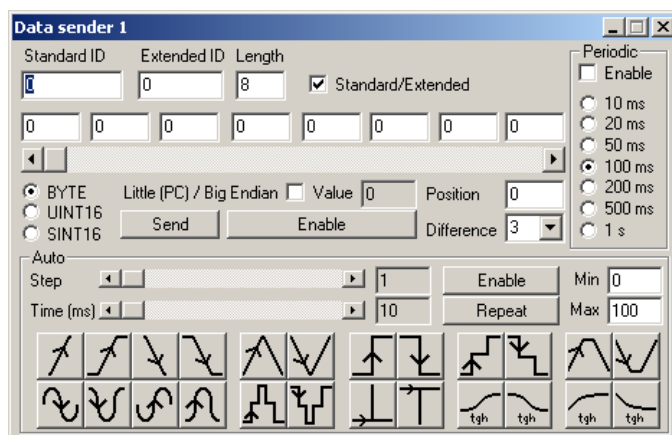 Data sender 1
Standard ID Extended ID Length Periodic
0 0 8 Standard/Extended Enable
10 ms
0 0 0 0 0 0 0 0 20 ms
50 ms
100 ms
BYTE Little (PC) / Big Endian Value 0 Position 0 200 ms
UINT16 Send Enable Difference 3 500 ms
SINT16 1 s
Auto
Step 1 Enable Min 0
Time (ms) 10 Repeat Max 100
tgh tgh tgh tgh